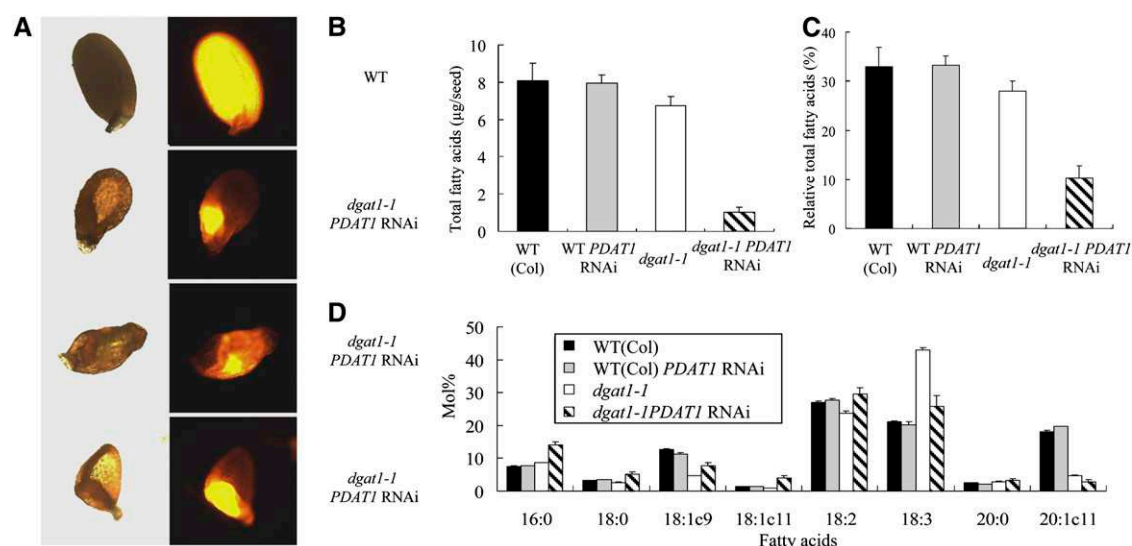 A
WT
dgat1-1
PDAT1 RNAi
dgat1-1
PDAT1 RNAi
dgat1-1
PDAT1 RNAi
B
Total fatty acids (µg/seed)
10
8
6
4
2
0
WT
(Col)
WT PDAT1
RNAi
dgat1-1
dgat1-1 PDAT1
RNAi
C
Relative total fatty acids (%)
40
30
20
10
0
WT
(Col)
WT PDAT1
RNAi
dgat1-1
dgat1-1 PDAT1
RNAi
D
Mol%
50
40
30
20
10
0
WT(Col)
WT(Col) PDAT1 RNAi
dgat1-1
dgat1-1PDAT1 RNAi
16:0 18:0 18:1c9 18:1c11 18:2 18:3 20:0 20:1c11
Fatty acids